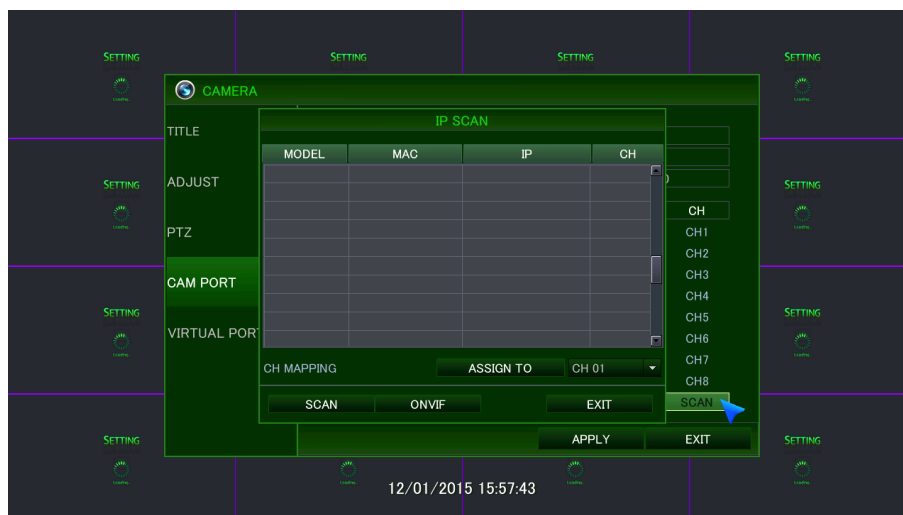 SETTING SETTING SETTING SETTING
CAMERA
IP SCAN
TITLE
MODEL MAC IP CH
SETTING ADJUST SETTING
CH
PTZ CH1
CH2
CAM PORT CH3
CH4
SETTING CH5 SETTING
VIRTUAL POR CH6
CH MAPPING ASSIGN TO CH 01 CH7
CH8
SCAN ONVIF EXIT SCAN
SETTING APPLY EXIT SETTING
12/01/2015 15:57:43